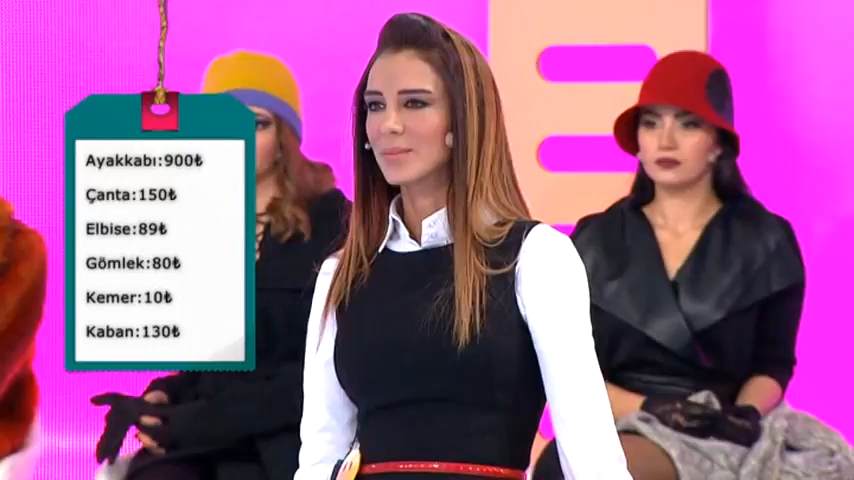 Ayakkabı:900₺
Çanta:150₺
Elbise:89₺
Gömlek:80₺
Kemer:10₺
Kaban:130₺